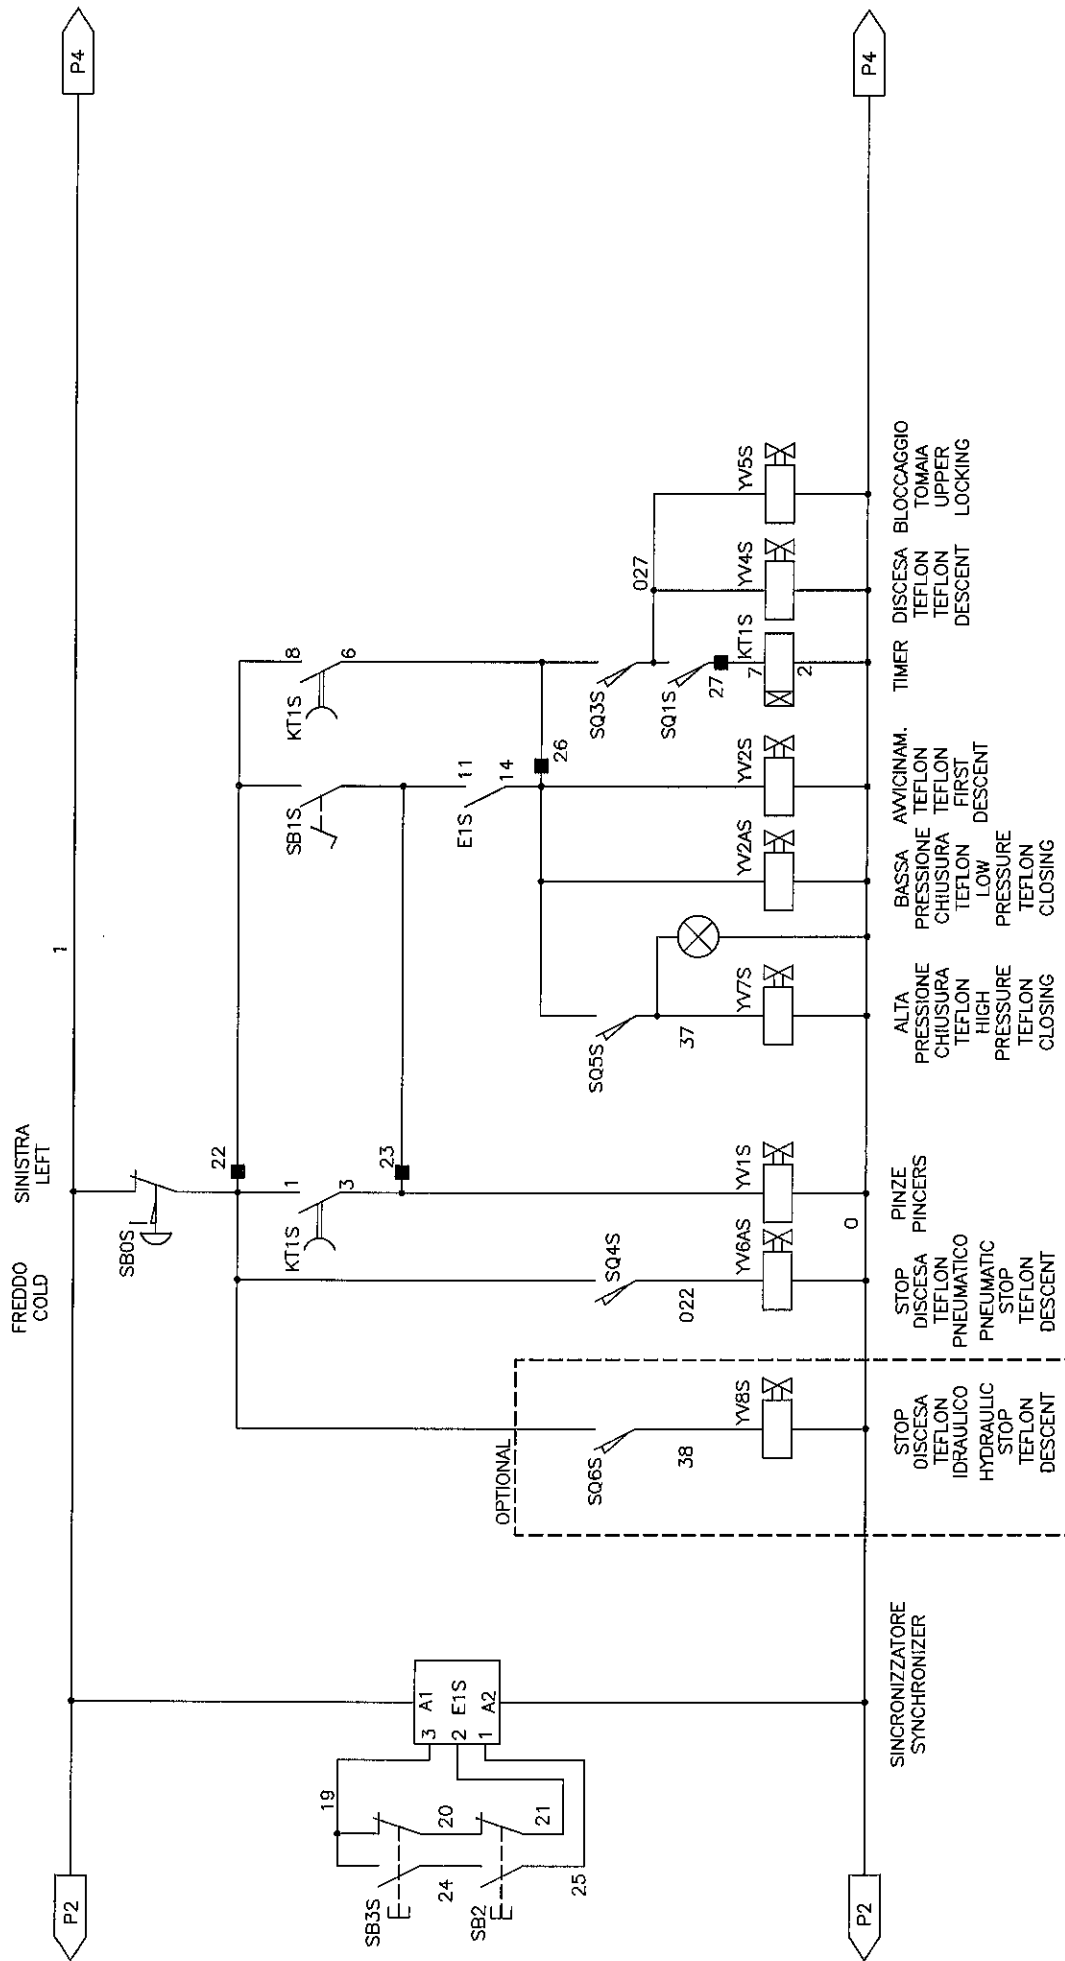 P2
P2
SB3S
SB2
19
20
24
21
25
3
2
1
A1
E1S
A2
SINCRONIZZATORE
SYNCHRONIZER
FREDDO
COLD
SINISTRA
LEFT
1
SB0S
22
KT1S
1
3
23
OPTIONAL
SQ6S
38
YV8S
STOP
DISCESA
TEFLON
IDRAULICO
HYDRAULIC
STOP
TEFLON
DESCENT
SQ4S
022
YV6AS
STOP
DISCESA
TEFLON
PNEUMATICO
PNEUMATIC
STOP
TEFLON
DESCENT
YV1S
0
PINZE
PINCERS
SQ5S
37
YV7S
ALTA
PRESSIONE
CHIUSURA
TEFLON
HIGH
PRESSURE
TEFLON
CLOSING
YV2AS
BASSA
PRESSIONE
CHIUSURA
TEFLON
LOW
PRESSURE
TEFLON
CLOSING
SB1S
E1S
11
14
26
YV2S
AVVICINAM.
TEFLON
TEFLON
FIRST
DESCENT
KT1S
8
6
SQ3S
SQ1S
27
7
KT1S
2
TIMER
027
YV4S
DISCESA
TEFLON
TEFLON
DESCENT
YV5S
BLOCCAGGIO
TOMAIA
UPPER
LOCKING
P4
P4